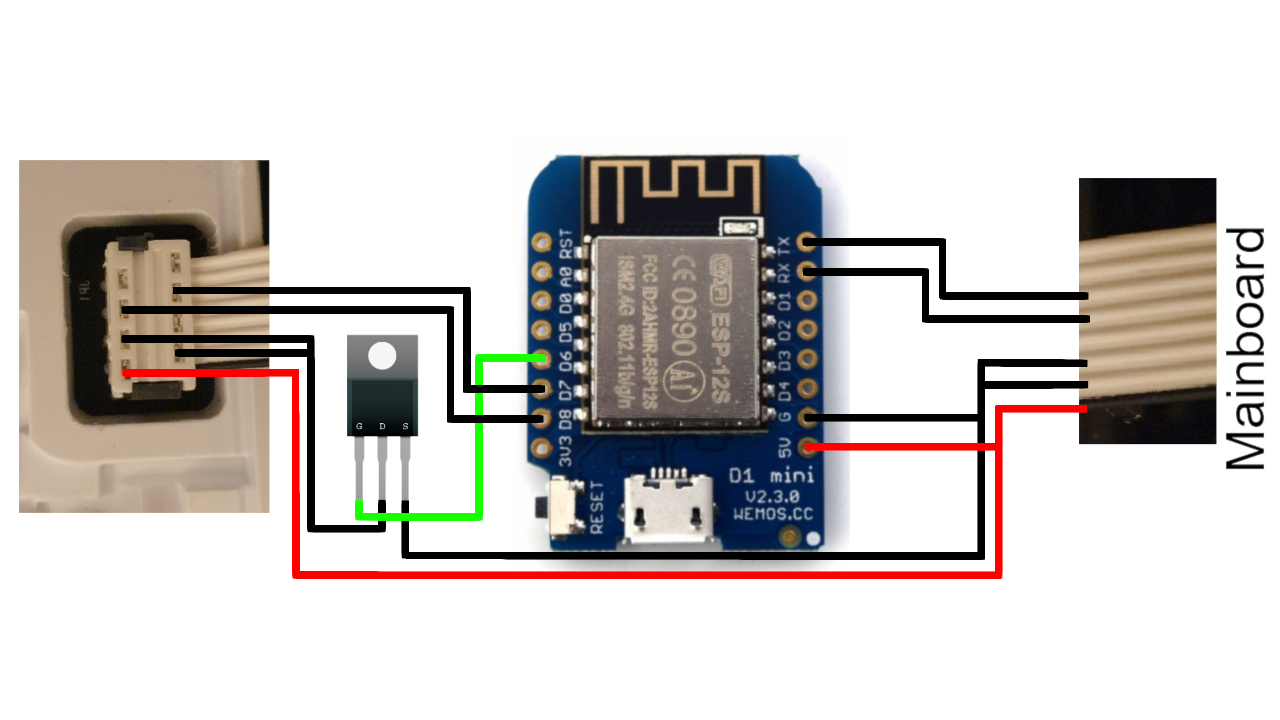 RST
A0
D0
D5
D6
D7
D8
3V3
TX
RX
D1
D2
D3
D4
G
5V
WiFi
ESP-12S
CE 0890
FCC ID:2AHMR-ESP12S
ISM2.4G 802.11b/g/n
RESET
D1 mini
V2.3.0
WEMOS.CC
G D S
Mainboard